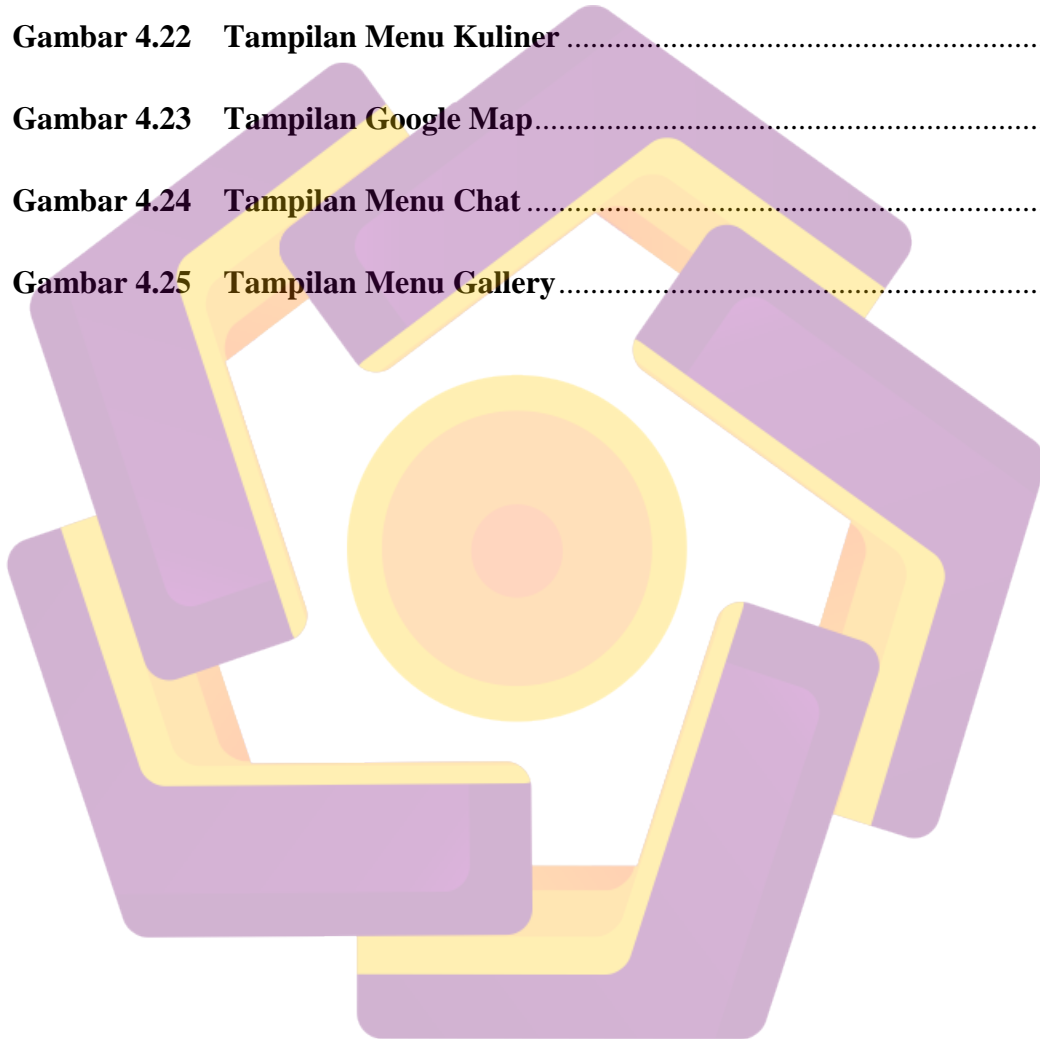 Gambar 4.22 Tampilan Menu Kuliner ............................................................
Gambar 4.23 Tampilan Google Map................................................................
Gambar 4.24 Tampilan Menu Chat .................................................................
Gambar 4.25 Tampilan Menu Gallery.............................................................